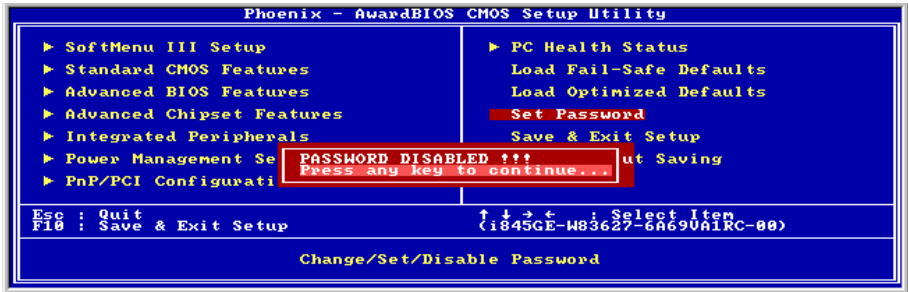 Phoenix - AwardBIOS CMOS Setup Utility
► SoftMenu III Setup
► Standard CMOS Features
► Advanced BIOS Features
► Advanced Chipset Features
► Integrated Peripherals
► Power Management Se
► PnP/PCI Configurati
► PC Health Status
Load Fail-Safe Defaults
Load Optimized Defaults
Set Password
Save & Exit Setup
ut Saving
PASSWORD DISABLED !!!
Press any key to continue...
Esc : Quit
F10 : Save & Exit Setup
↑ ↓ → ← : Select Item
(i845GE-W83627-6A69VA1RC-00)
Change/Set/Disable Password